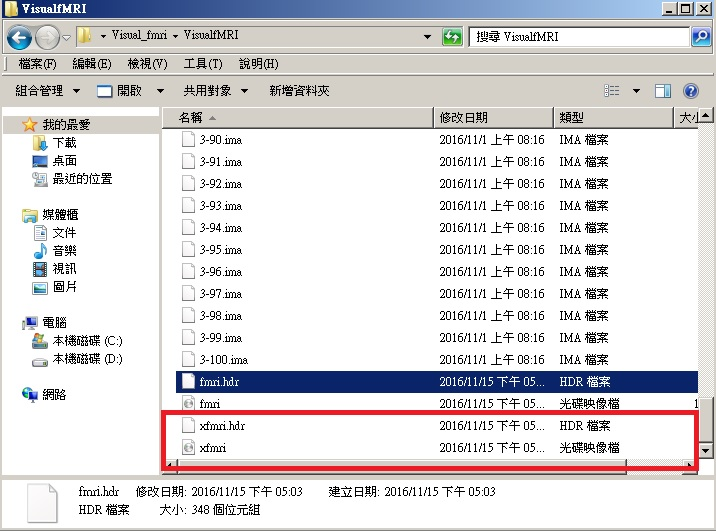 VisualfMRI
Visual_fmri VisualfMRI
搜尋 VisualfMRI
檔案(F) 編輯(E) 檢視(V) 工具(T) 說明(H)
組合管理 開啟 共用對象 新增資料夾
名稱 修改日期 類型 大小
我的最愛
下載
桌面
最近的位置
媒體櫃
文件
音樂
視訊
圖片
電腦
本機磁碟 (C:)
本機磁碟 (D:)
網路
3-90.ima 2016/11/1 上午 08:16 IMA 檔案
3-91.ima 2016/11/1 上午 08:16 IMA 檔案
3-92.ima 2016/11/1 上午 08:16 IMA 檔案
3-93.ima 2016/11/1 上午 08:16 IMA 檔案
3-94.ima 2016/11/1 上午 08:16 IMA 檔案
3-95.ima 2016/11/1 上午 08:16 IMA 檔案
3-96.ima 2016/11/1 上午 08:16 IMA 檔案
3-97.ima 2016/11/1 上午 08:16 IMA 檔案
3-98.ima 2016/11/1 上午 08:16 IMA 檔案
3-99.ima 2016/11/1 上午 08:16 IMA 檔案
3-100.ima 2016/11/1 上午 08:16 IMA 檔案
fmri.hdr 2016/11/15 下午 05... HDR 檔案
fmri 2016/11/15 下午 05... 光碟映像檔 1
xfmri.hdr 2016/11/15 下午 05... HDR 檔案
xfmri 2016/11/15 下午 05... 光碟映像檔
fmri.hdr 修改日期: 2016/11/15 下午 05:03 建立日期: 2016/11/15 下午 05:03
HDR 檔案 大小: 348 個位元組